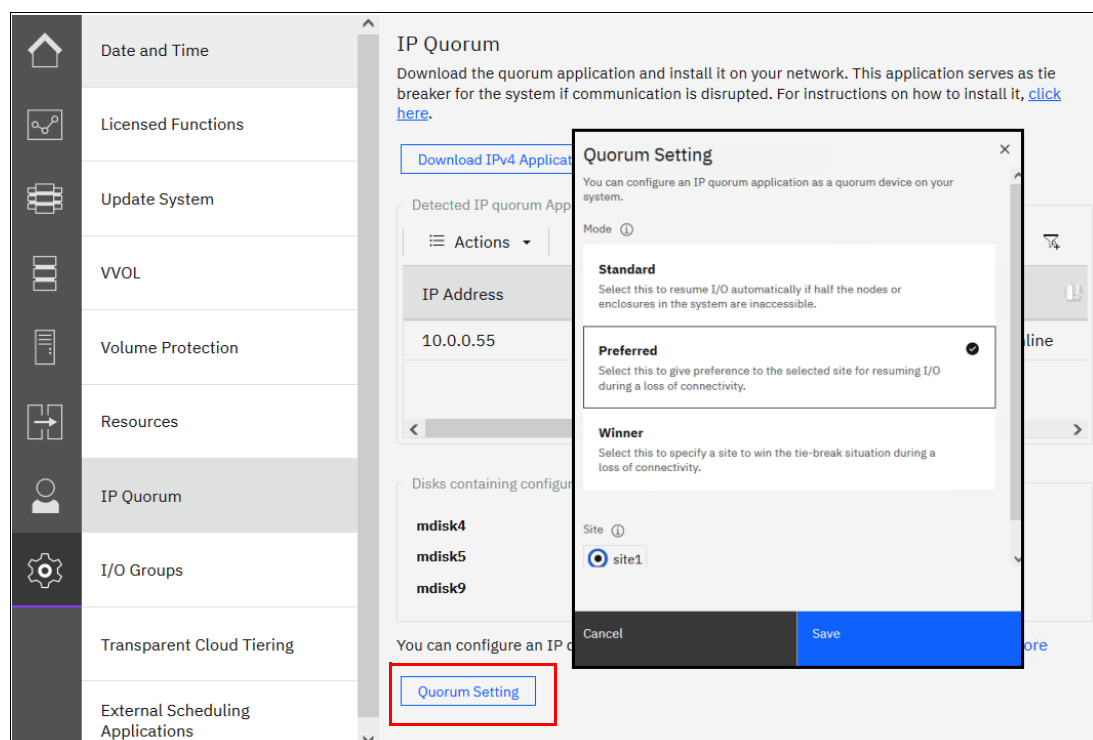 Date and Time
Licensed Functions
Update System
VVOL
Volume Protection
Resources
IP Quorum
I/O Groups
Transparent Cloud Tiering
External Scheduling
Applications
IP Quorum
Download the quorum application and install it on your network. This application serves as tie
breaker for the system if communication is disrupted. For instructions on how to install it, click
here.
Download IPv4 Applicat
Detected IP quorum App
Actions
IP Address
10.0.0.55
line
Disks containing configur
mdisk4
mdisk5
mdisk9
You can configure an IP
ore
Quorum Setting
Quorum Setting
You can configure an IP quorum application as a quorum device on your
system.
Mode
Standard
Select this to resume I/O automatically if half the nodes or
enclosures in the system are inaccessible.
Preferred
Select this to give preference to the selected site for resuming I/O
during a loss of connectivity.
Winner
Select this to specify a site to win the tie-break situation during a
loss of connectivity.
Site
site1
Cancel
Save